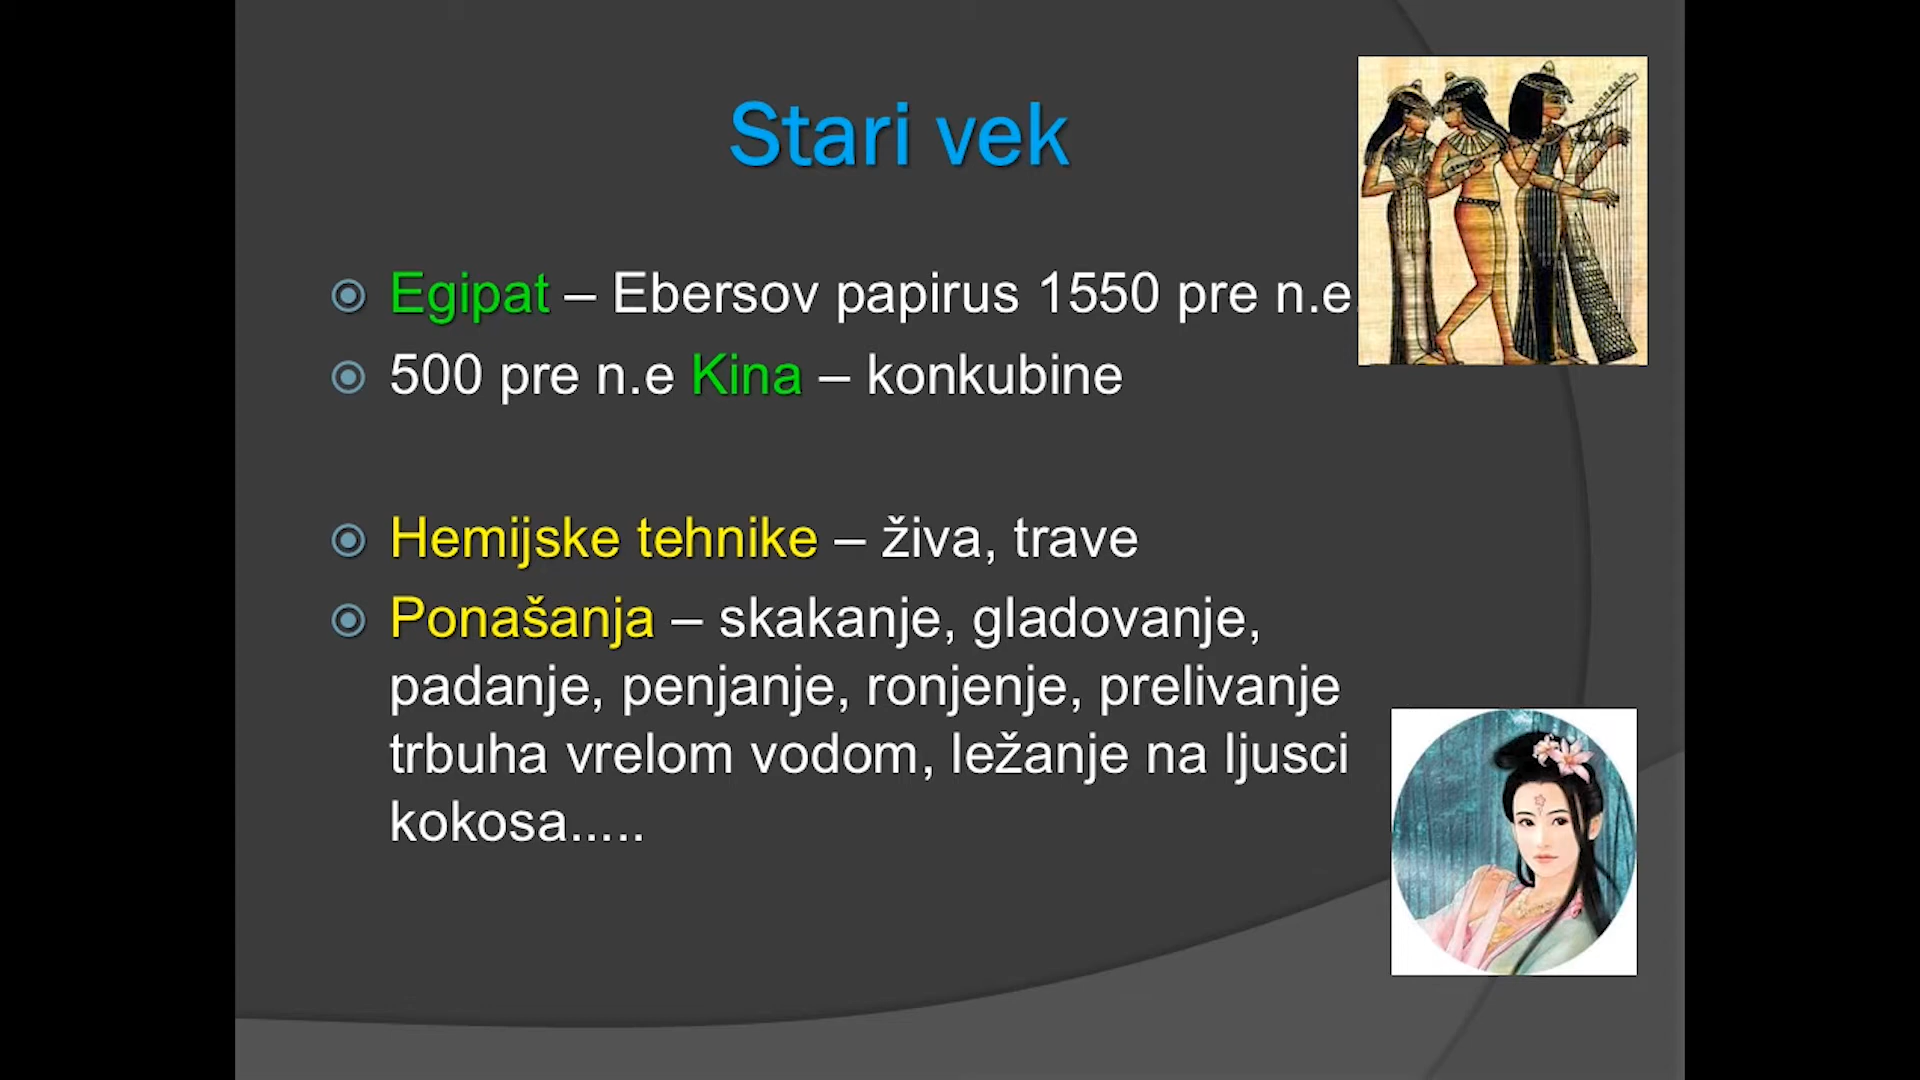 Stari vek
Egipat – Ebersov papirus 1550 pre n.e.
500 pre n.e Kina – konkubine
Hemijske tehnike – živa, trave
Ponašanja – skakanje, gladovanje,
padanje, penjanje, ronjenje, prelivanje
trbuha vrelom vodom, ležanje na ljusci
kokosa.....